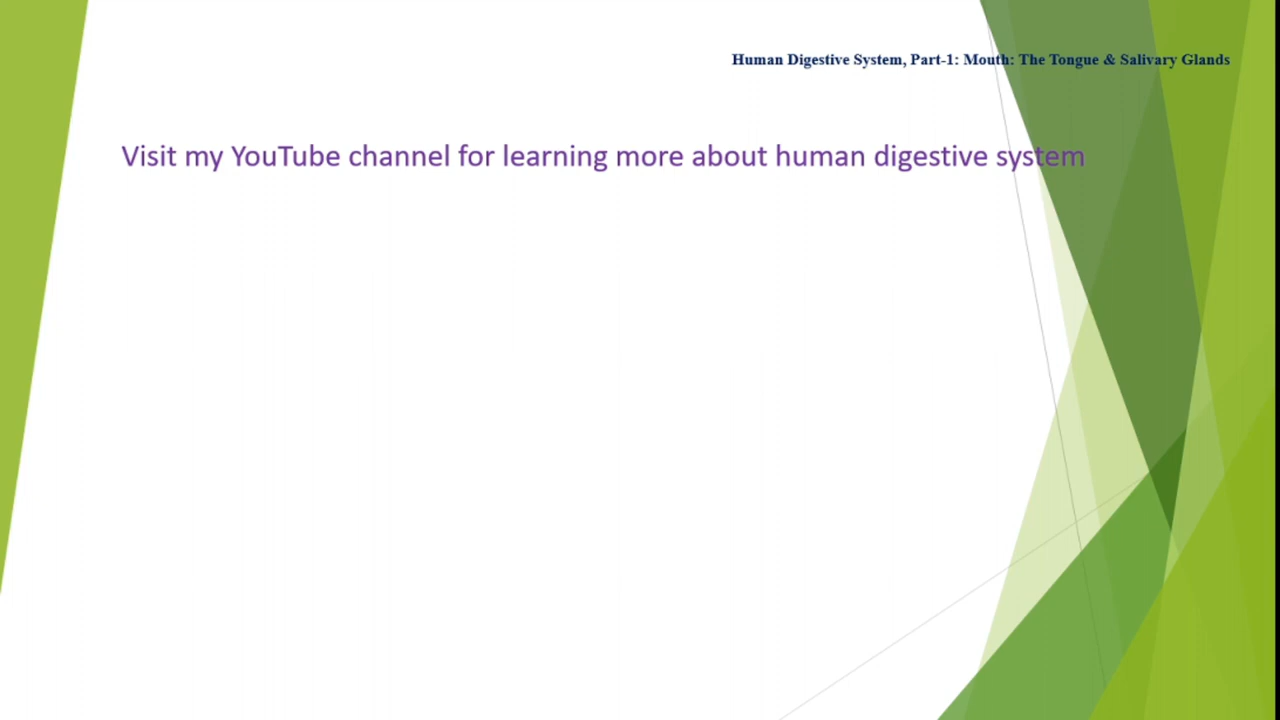 Human Digestive System, Part-1: Mouth: The Tongue & Salivary Glands
Visit my YouTube channel for learning more about human digestive system